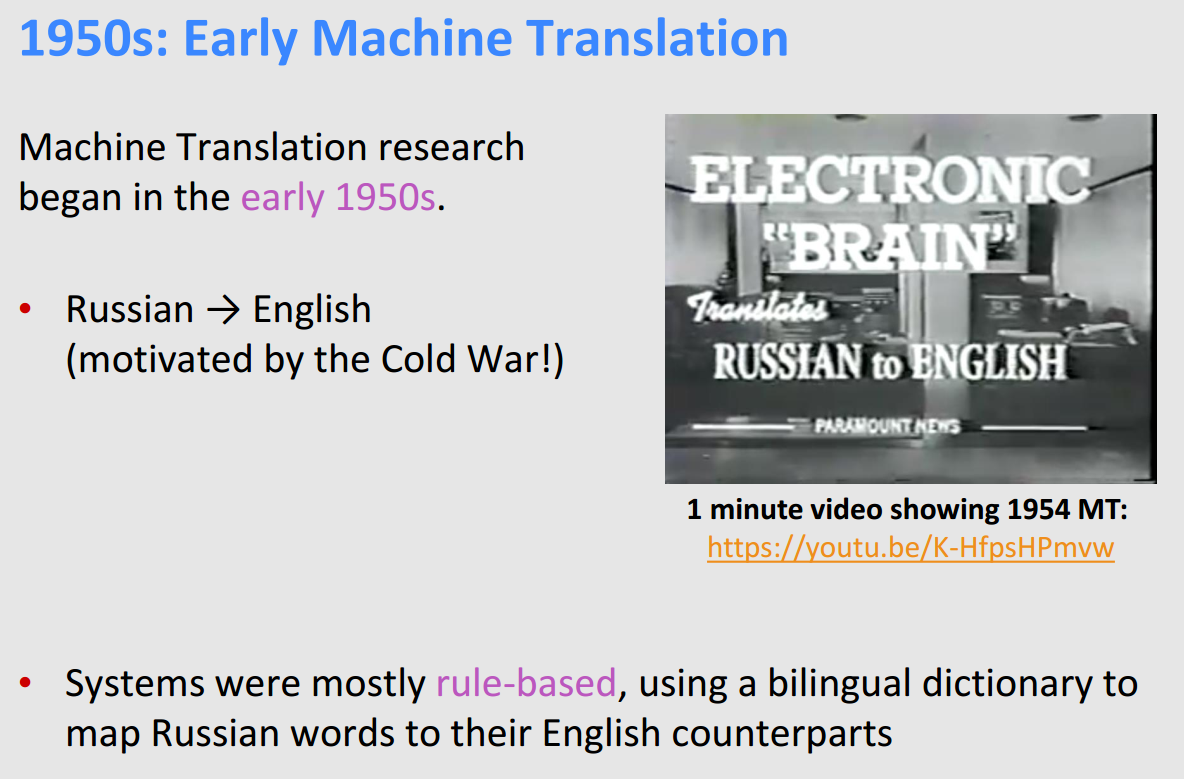 1950s: Early Machine Translation
Machine Translation research
began in the early 1950s.
• Russian → English
(motivated by the Cold War!)
ELECTRONIC
“BRAIN”
Translates
RUSSIAN to ENGLISH
PARAMOUNT NEWS
1 minute video showing 1954 MT:
https://youtu.be/K-HfpsHPmvw
• Systems were mostly rule-based, using a bilingual dictionary to
map Russian words to their English counterparts